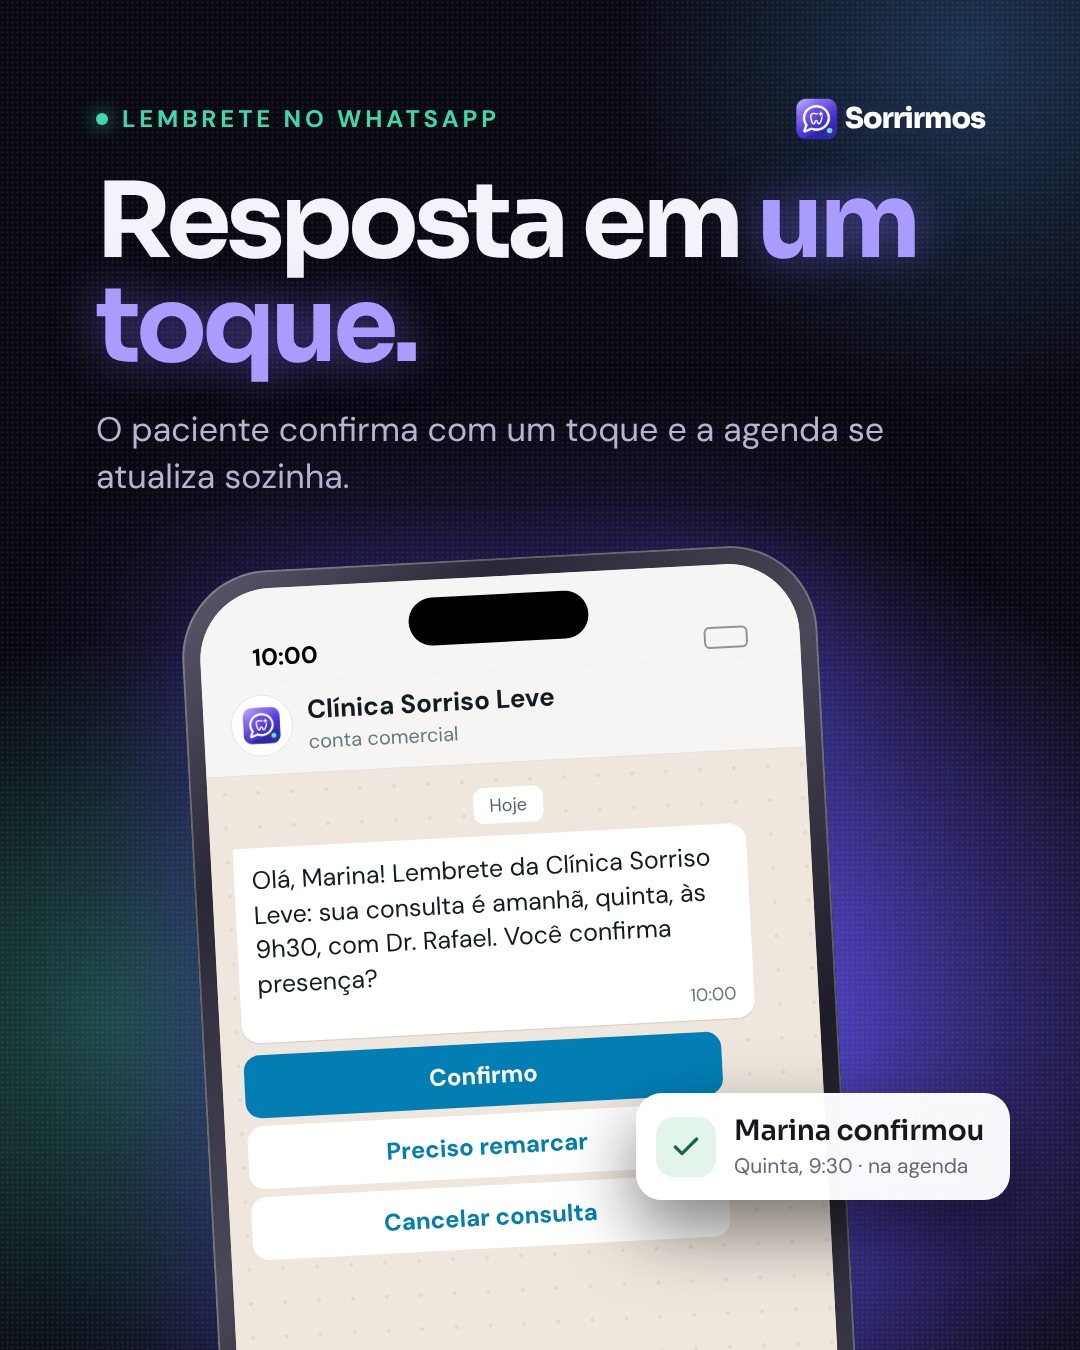 LEMBRETE NO WHATSAPP
Sorrirmos
Resposta em um
toque.
O paciente confirma com um toque e a agenda se
atualiza sozinha.
10:00
Clínica Sorriso Leve
conta comercial
Hoje
Olá, Marina! Lembrete da Clínica Sorriso
Leve: sua consulta é amanhã, quinta, às
9h30, com Dr. Rafael. Você confirma
presença?
10:00
Confirmo
Preciso remarcar
Cancelar consulta
Marina confirmou
Quinta, 9:30 · na agenda